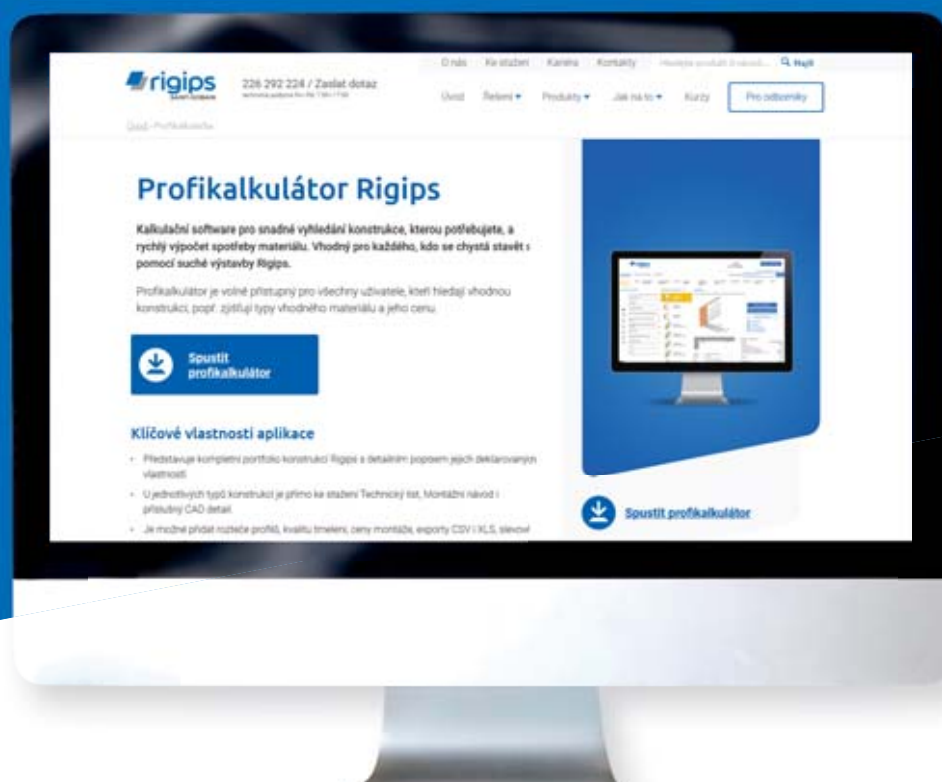 O nás Ke stažení Kariéra Kontakty Najít
rigips
SAINT-GOBAIN
226 292 224 / Zaslat dotaz
Úvod Řešení Produkty Jak na to Kurzy Pro odborníky
Úvod › Profikalkulačka
Profikalkulátor Rigips
Kalkulační software pro snadné vyhledání konstrukce, kterou potřebujete, a
rychlý výpočet spotřeby materiálu. Vhodný pro každého, kdo se chystá stavět s
pomocí suché výstavby Rigips.
Profikalkulátor je volně přístupný pro všechny uživatele, kteří hledají vhodnou
konstrukci, popř. zjišťují typy vhodného materiálu a jeho cenu.
Spustit
profikalkulátor
Klíčové vlastnosti aplikace
• Představuje kompletní portfolio konstrukcí Rigips s detailním popisem jejich deklarovaných
vlastností.
• U jednotlivých typů konstrukcí je přímo ke stažení Technický list, Montážní návod i
příslušný CAD detail.
• Je možné přidat rozteče profilů, kvalitu tmelení, ceny montáže, exporty CSV i XLS, slevové
Spustit profikalkulátor